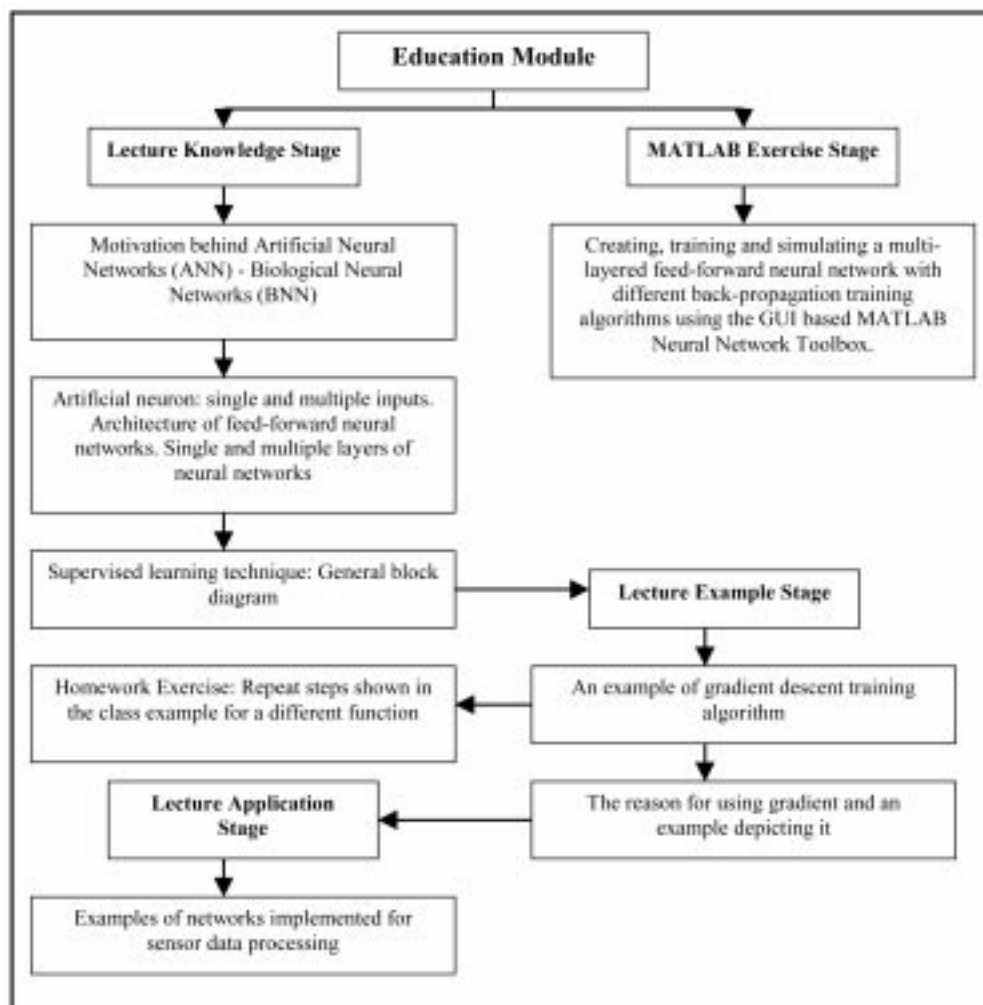 Education Module
Lecture Knowledge Stage
MATLAB Exercise Stage
Motivation behind Artificial Neural
Networks (ANN) - Biological Neural
Networks (BNN)
Creating, training and simulating a multi-
layered feed-forward neural network with
different back-propagation training
algorithms using the GUI based MATLAB
Neural Network Toolbox.
Artificial neuron: single and multiple inputs.
Architecture of feed-forward neural
networks. Single and multiple layers of
neural networks
Supervised learning technique: General block
diagram
Lecture Example Stage
Homework Exercise: Repeat steps shown in
the class example for a different function
An example of gradient descent training
algorithm
Lecture Application
Stage
The reason for using gradient and an
example depicting it
Examples of networks implemented for
sensor data processing